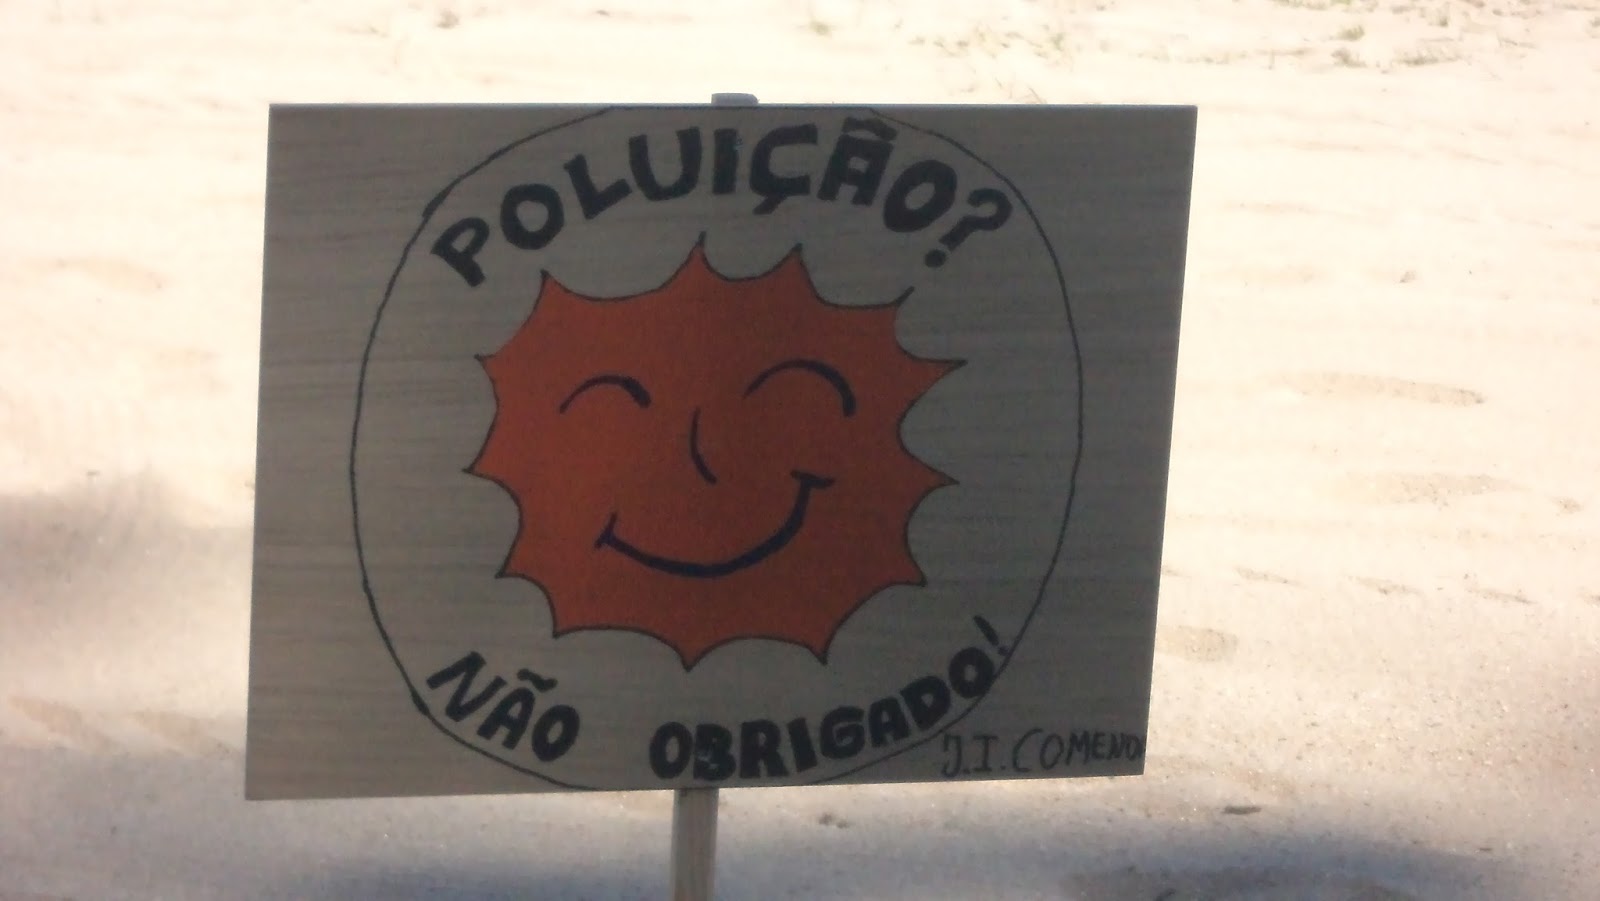 POLUIÇÃO?
NÃO OBRIGADO!
J.I. COMENDA